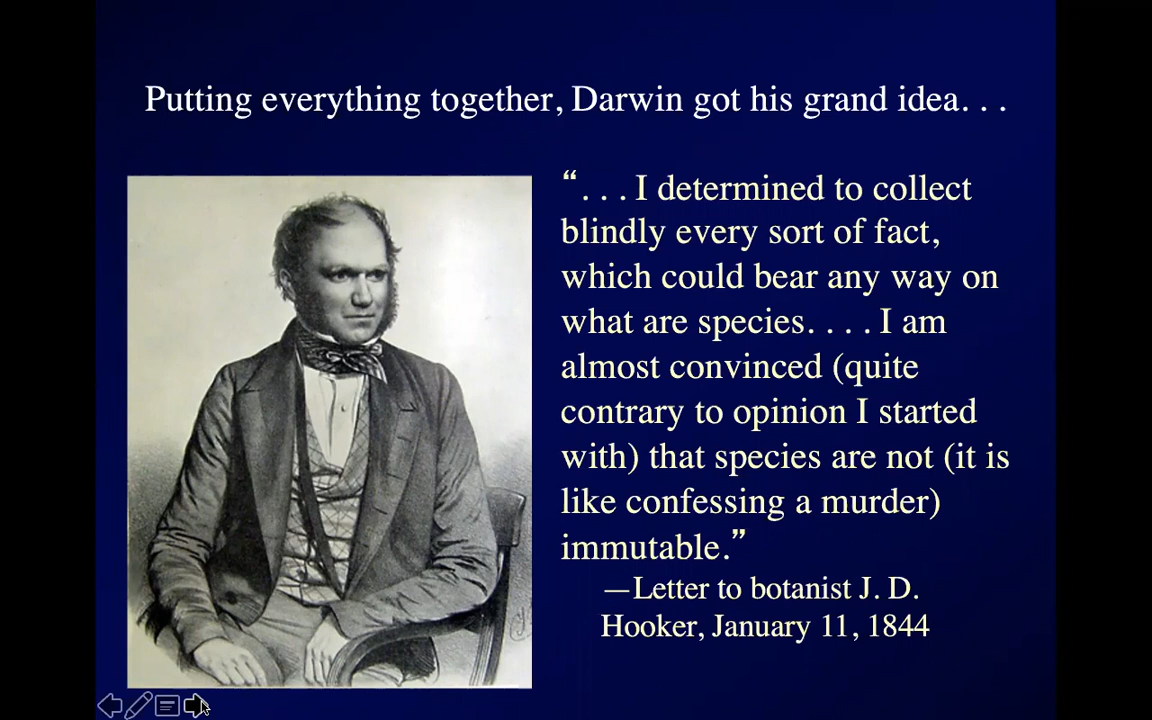 Putting everything together, Darwin got his grand idea. . .
“. . . I determined to collect
blindly every sort of fact,
which could bear any way on
what are species. . . . I am
almost convinced (quite
contrary to opinion I started
with) that species are not (it is
like confessing a murder)
immutable.”
—Letter to botanist J. D.
Hooker, January 11, 1844